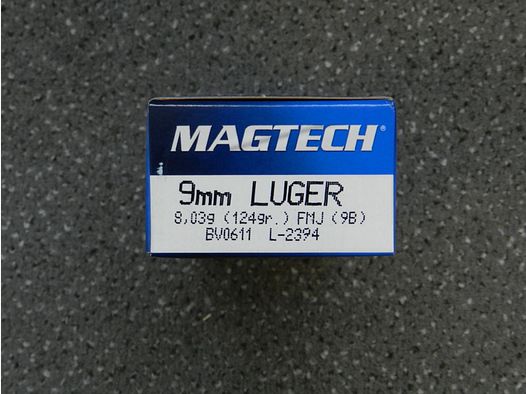 MAGTECH®
9mm LUGER
8,03g (124gr.) FMJ (9B)
BV0611 L-2394